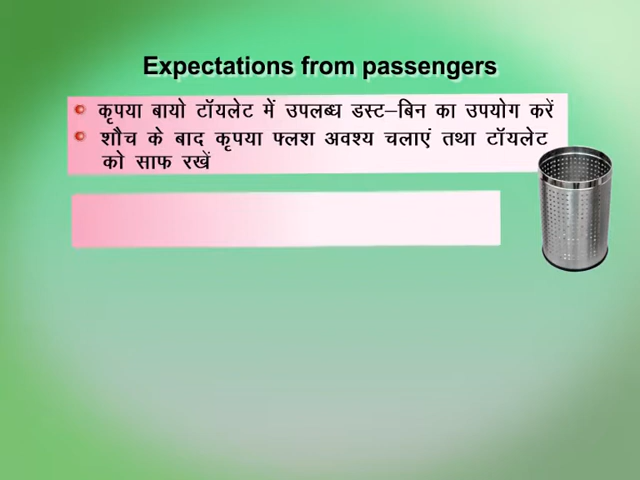 Expectations from passengers
कृपया बायो टॉयलेट में उपलब्ध डस्ट–बिन का उपयोग करें
शौच के बाद कृपया फ्लश अवश्य चलाएं तथा टॉयलेट
को साफ रखें